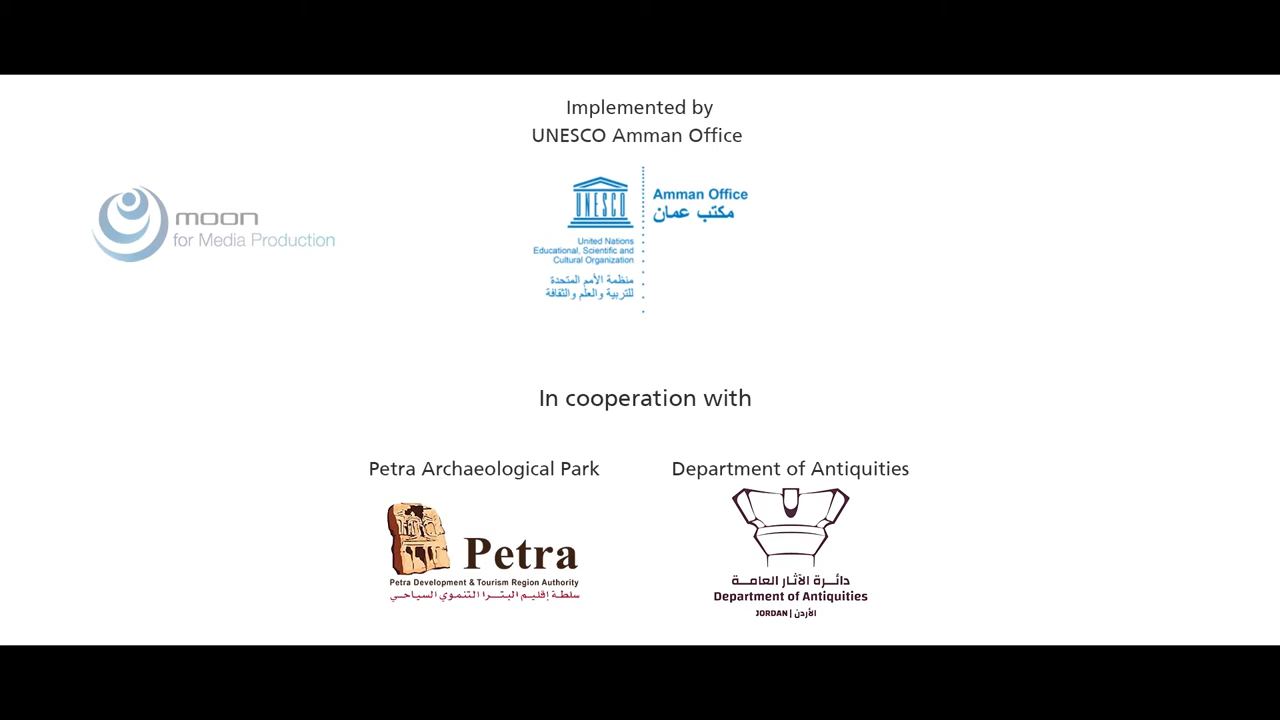 Implemented by
UNESCO Amman Office
moon
for Media Production
UNESCO
Amman Office
مكتب عمان
United Nations
Educational, Scientific and
Cultural Organization
منظمة الأمم المتحدة
للتربية والعلم والثقافة
In cooperation with
Petra Archaeological Park
Petra
Petra Development & Tourism Region Authority
سلطة إقليم البترا التنموي السياحي
Department of Antiquities
دائرة الآثار العامة
Department of Antiquities
JORDAN | الأردن